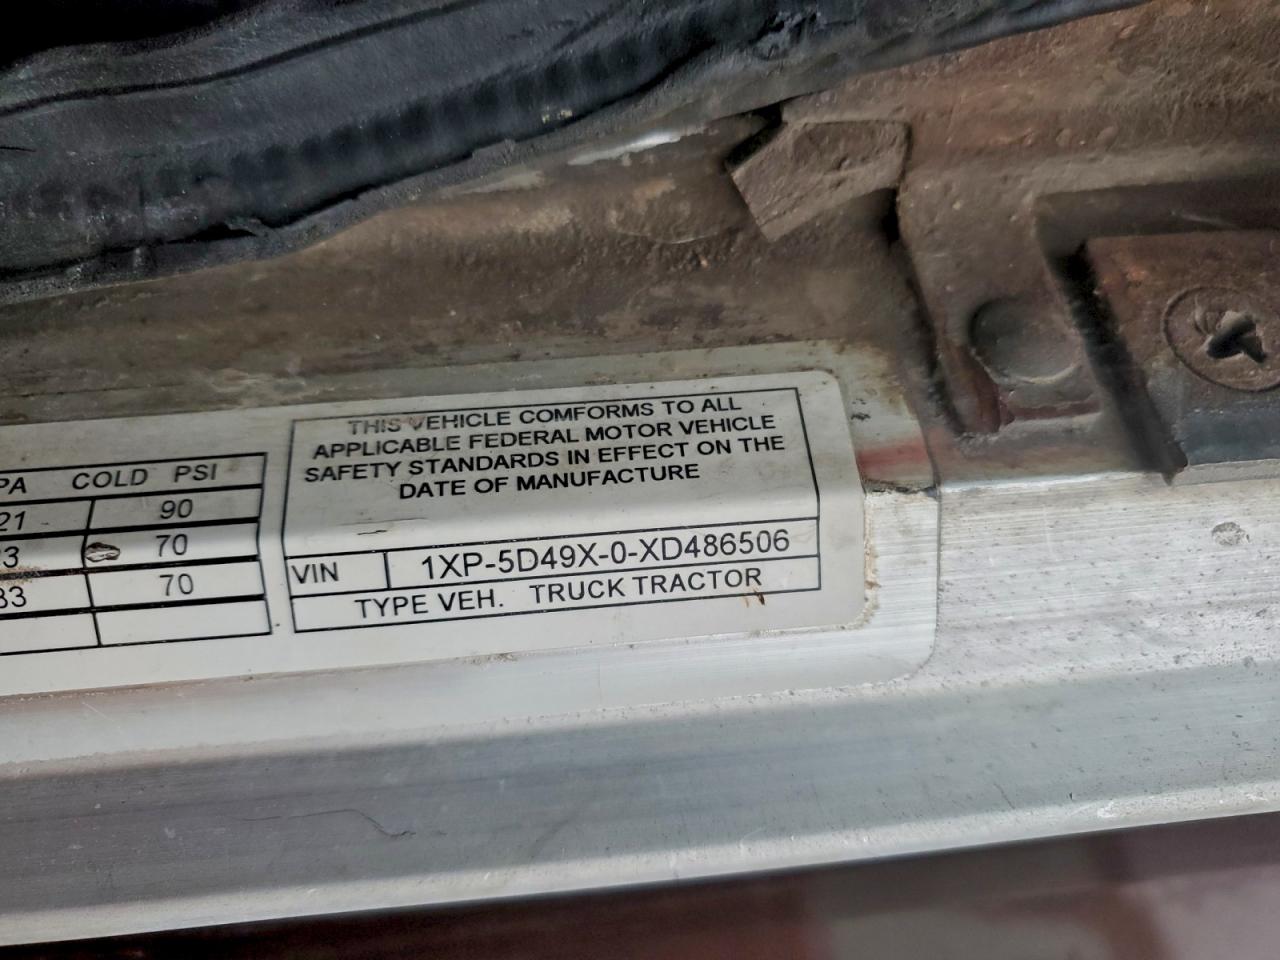 PA COLD PSI
21 90
3 70
83 70
THIS VEHICLE COMFORMS TO ALL
APPLICABLE FEDERAL MOTOR VEHICLE
SAFETY STANDARDS IN EFFECT ON THE
DATE OF MANUFACTURE
VIN 1XP-5D49X-0-XD486506
TYPE VEH. TRUCK TRACTOR